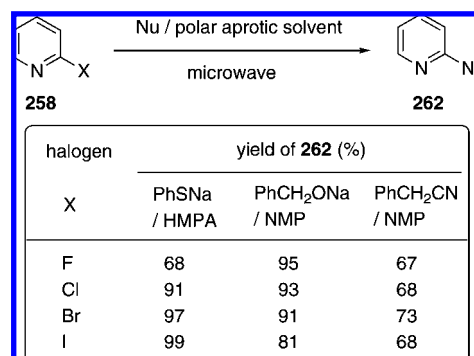 Nu / polar aprotic solvent
microwave
N X
N N
258 262
halogen yield of 262 (%)
X PhSNa / HMPA PhCH₂ONa / NMP PhCH₂CN / NMP
F 68 95 67
Cl 91 93 68
Br 97 91 73
I 99 81 68